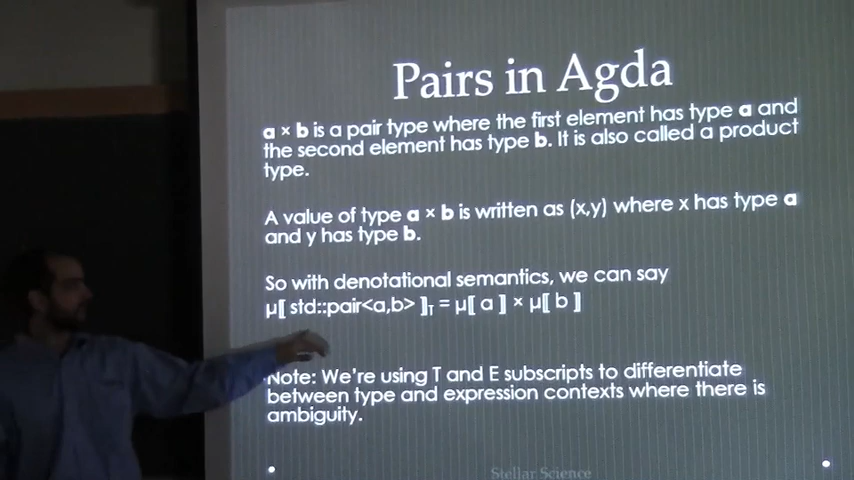 Pairs in Agda
a × b is a pair type where the first element has type a and
the second element has type b. It is also called a product
type.
A value of type a × b is written as (x,y) where x has type a
and y has type b.
So with denotational semantics, we can say
μ⟦ std::pair<a,b> ⟧T = μ⟦ a ⟧ × μ⟦ b ⟧
Note: We're using T and E subscripts to differentiate
between type and expression contexts where there is
ambiguity.
Stellar Science